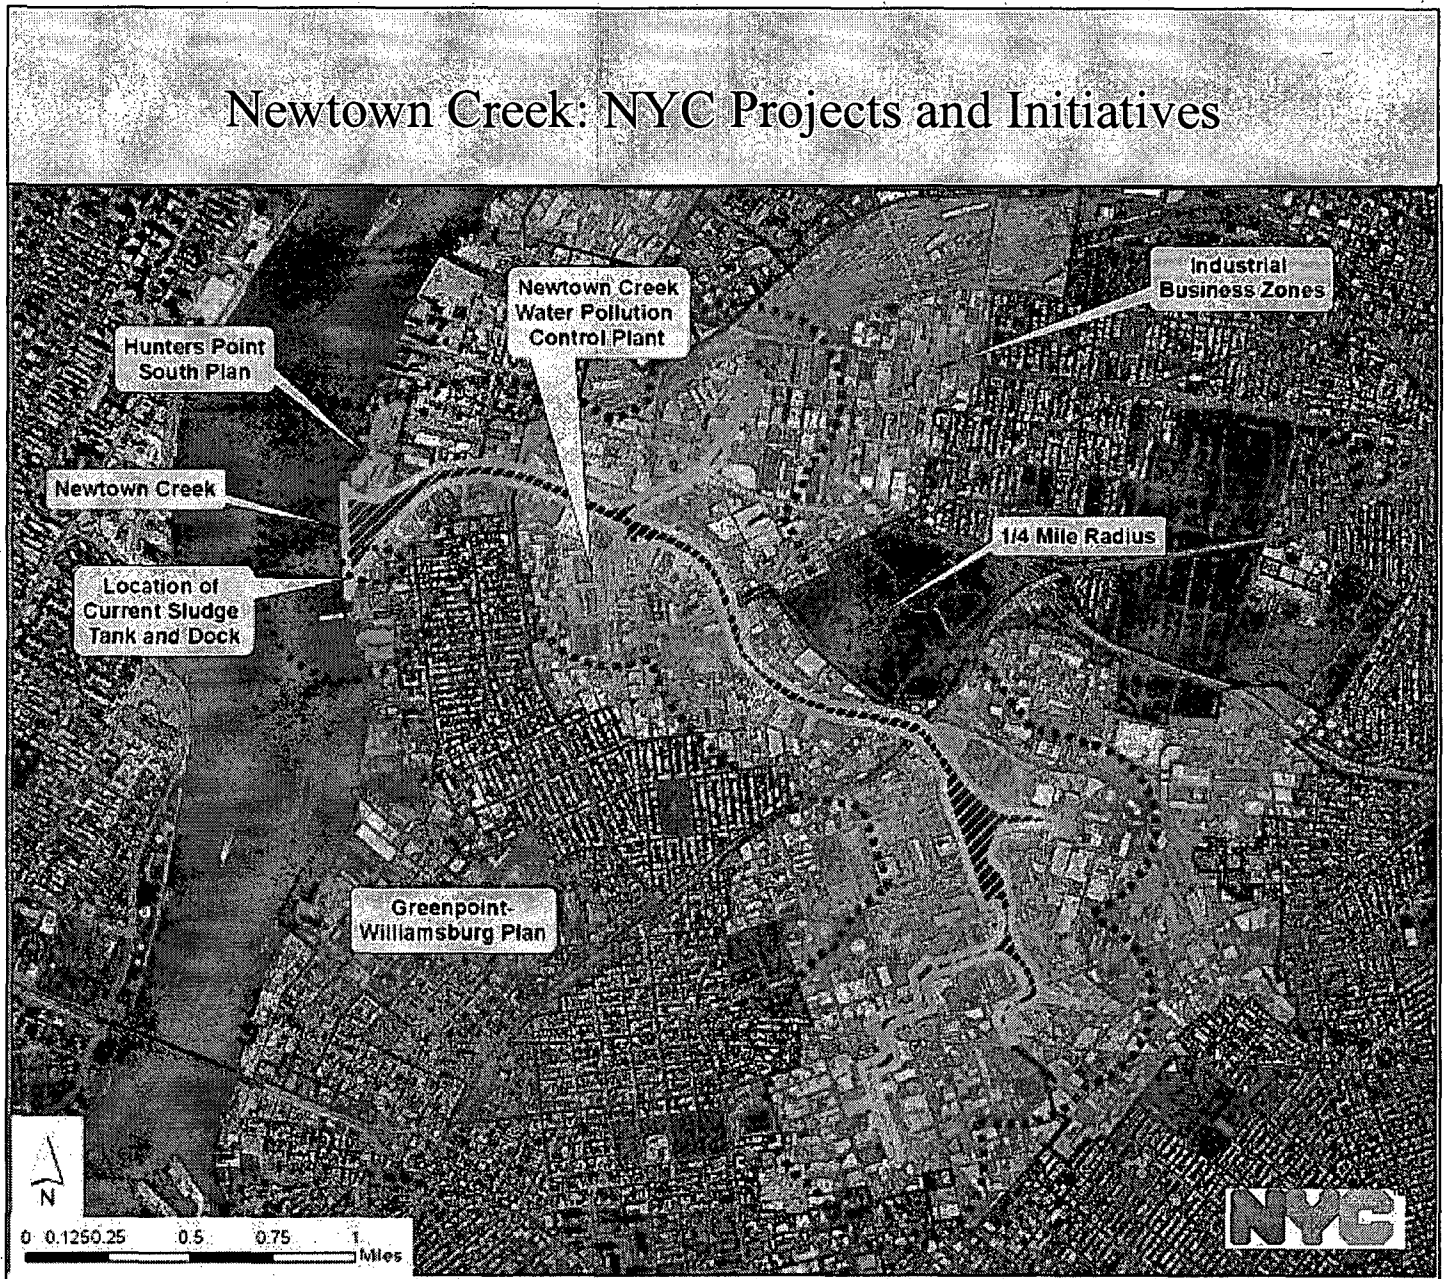 Newtown Creek: NYC Projects and Initiatives
Industrial
Business Zones
Newtown Creek
Water Pollution
Control Plant
Hunters Point
South Plan
Newtown Creek
1/4 Mile Radius
Location of
Current Sludge
Tank and Dock
Greenpoint-
Williamsburg Plan
N
0 0.125 0.25 0.5 0.75 1
Miles
NYC